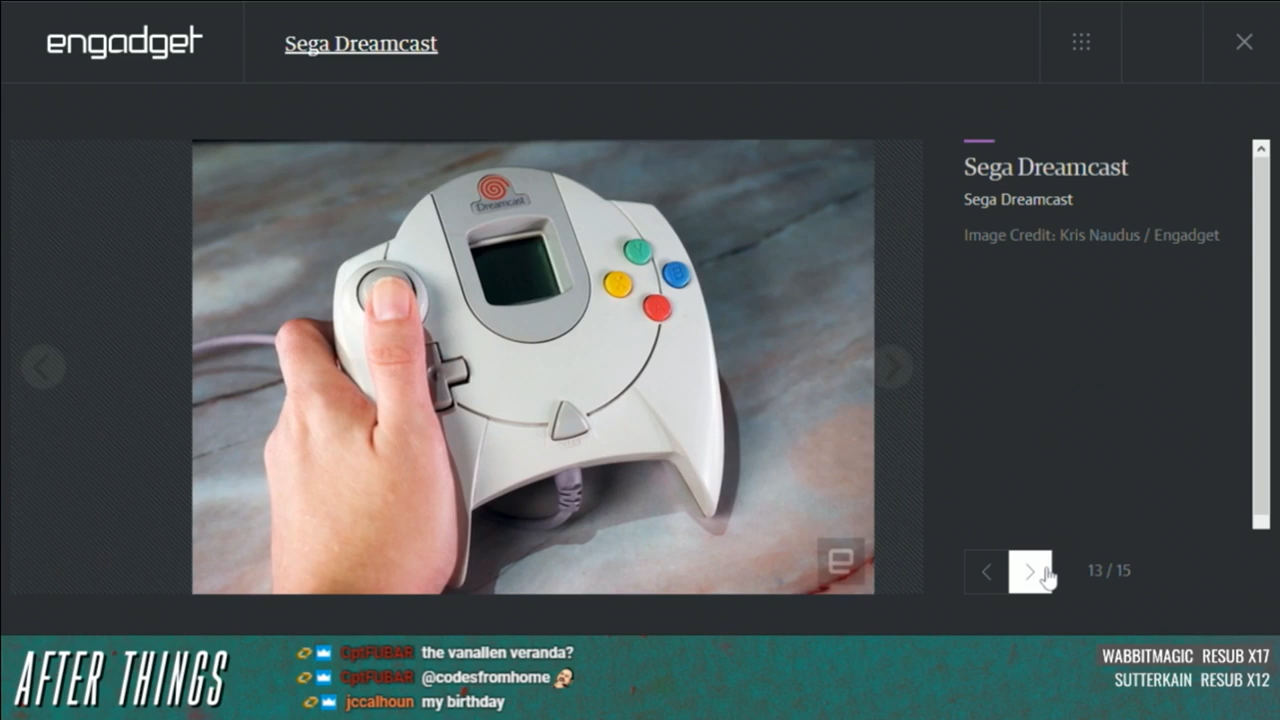 engadget
Sega Dreamcast
Sega Dreamcast
Sega Dreamcast
Image Credit: Kris Naudus / Engadget
Dreamcast
Y
B
X
13 / 15
AFTER THINGS
CptFUBAR the vanallen veranda?
CptFUBAR @codesfromhome
jccalhoun my birthday
WABBITMAGIC RESUB X17
SUTTERKAIN RESUB X12